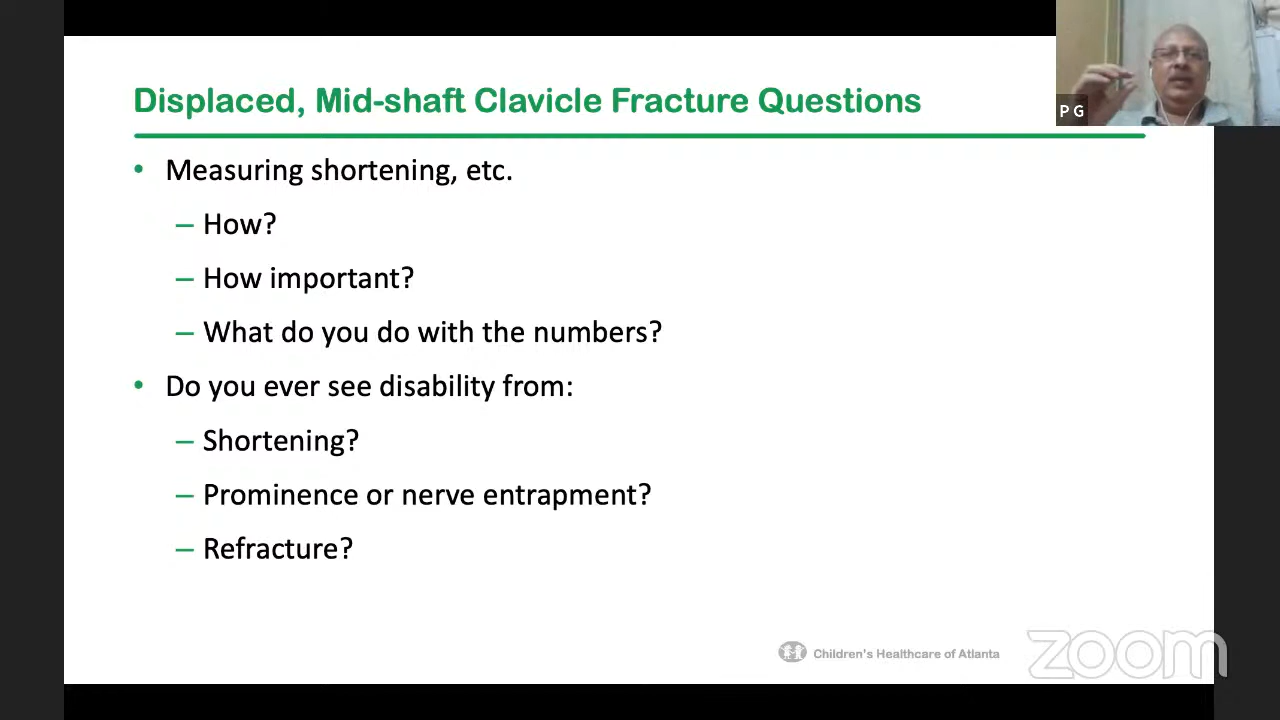 Displaced, Mid-shaft Clavicle Fracture Questions
P G
• Measuring shortening, etc.
– How?
– How important?
– What do you do with the numbers?
• Do you ever see disability from:
– Shortening?
– Prominence or nerve entrapment?
– Refracture?
Children's Healthcare of Atlanta
zoom